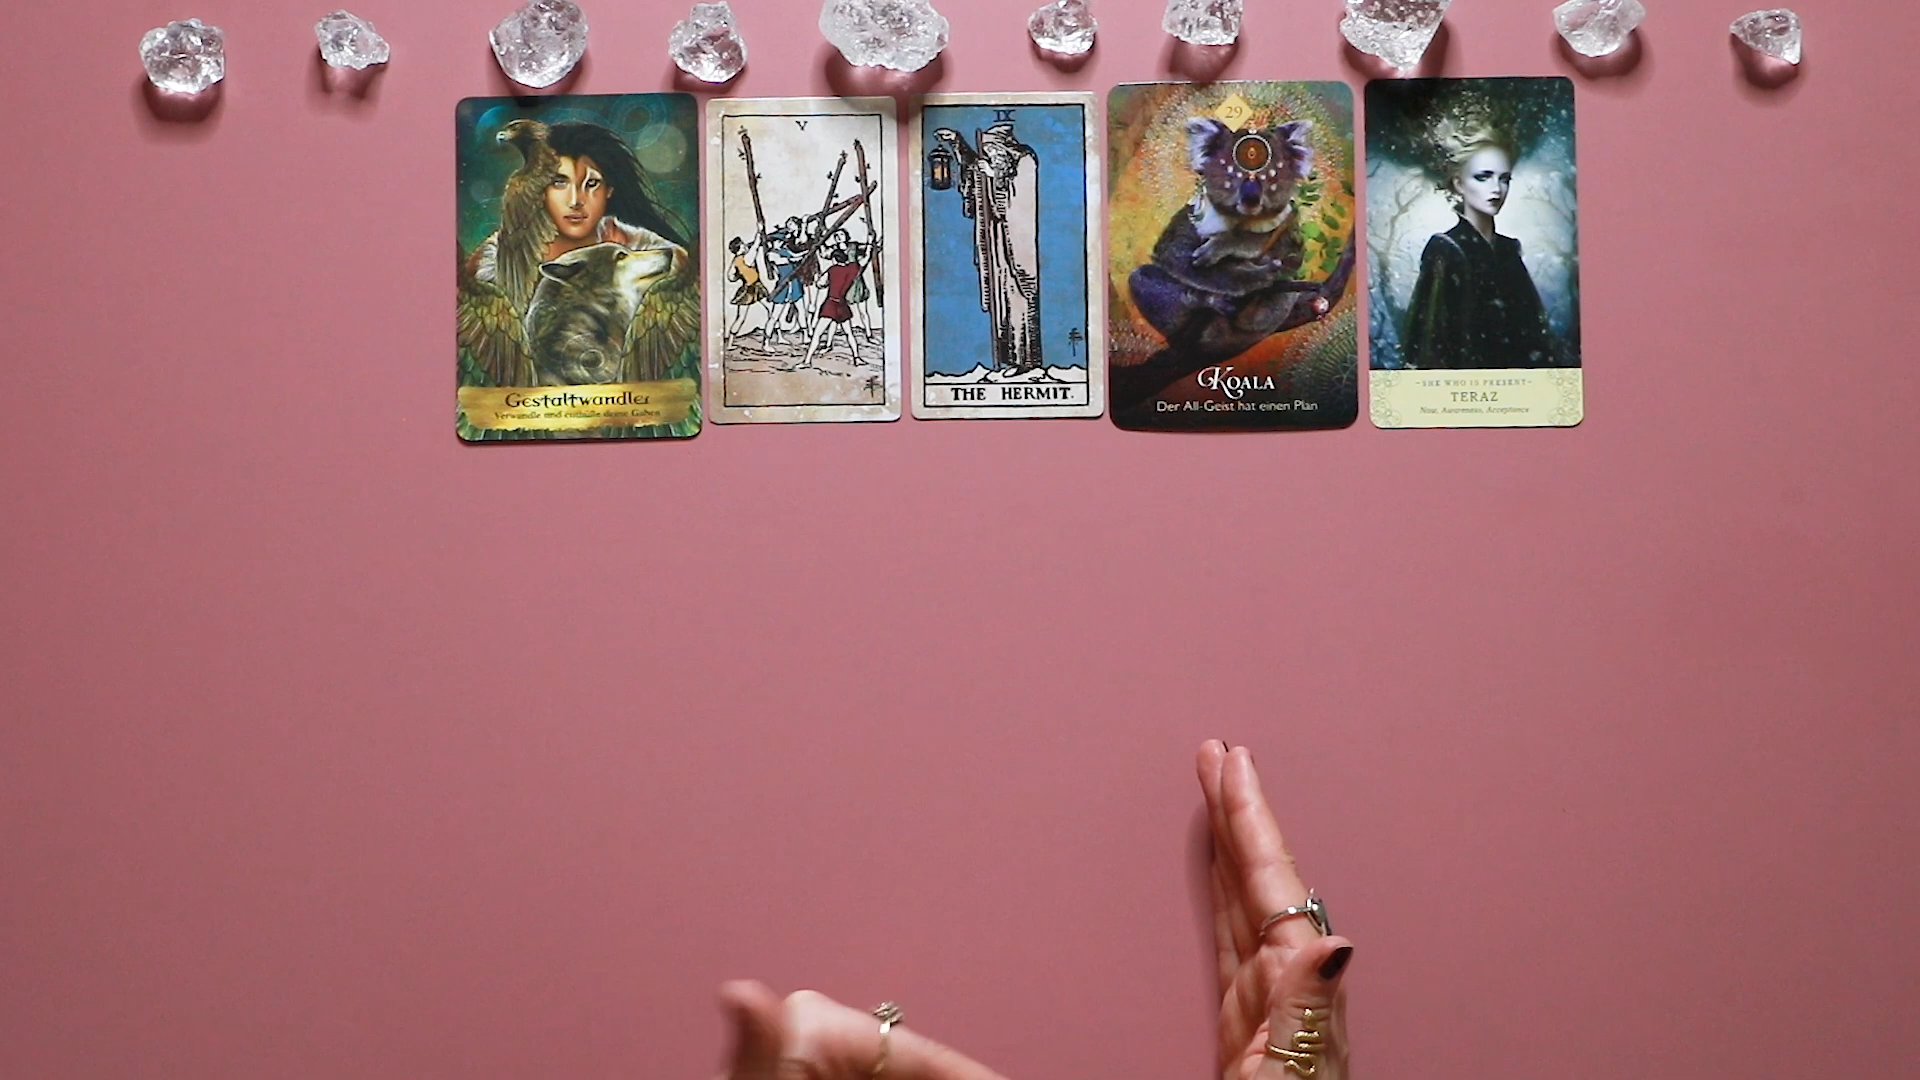 Gestaltwandler
Verwandle und enthülle deine Gaben
V
IX
THE HERMIT.
29
KOALA
Der All-Geist hat einen Plan
~SHE WHO IS PRESENT~
TERAZ
Now, Awareness, Acceptance